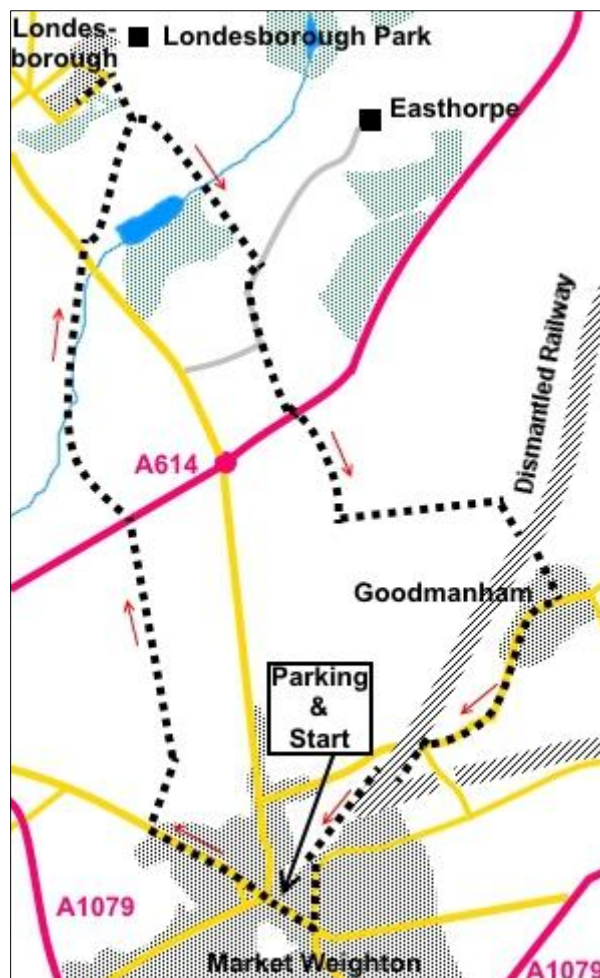 Londes-
borough
Londesborough Park
Easthorpe
Dismantled Railway
A614
Goodmanham
Parking
&
Start
A1079
Market Weighton
A1079